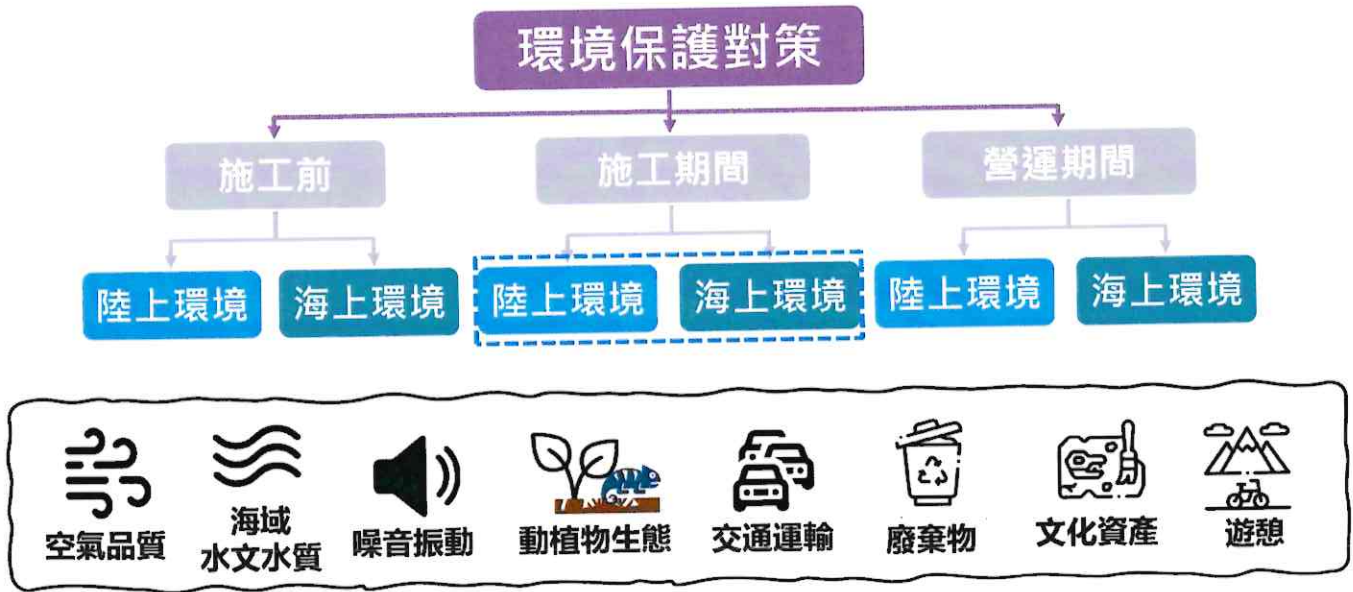 環境保護對策
施工前
施工期間
營運期間
陸上環境
海上環境
陸上環境
海上環境
陸上環境
海上環境
空氣品質
海域
水文水質
噪音振動
動植物生態
交通運輸
廢棄物
文化資產
遊憩